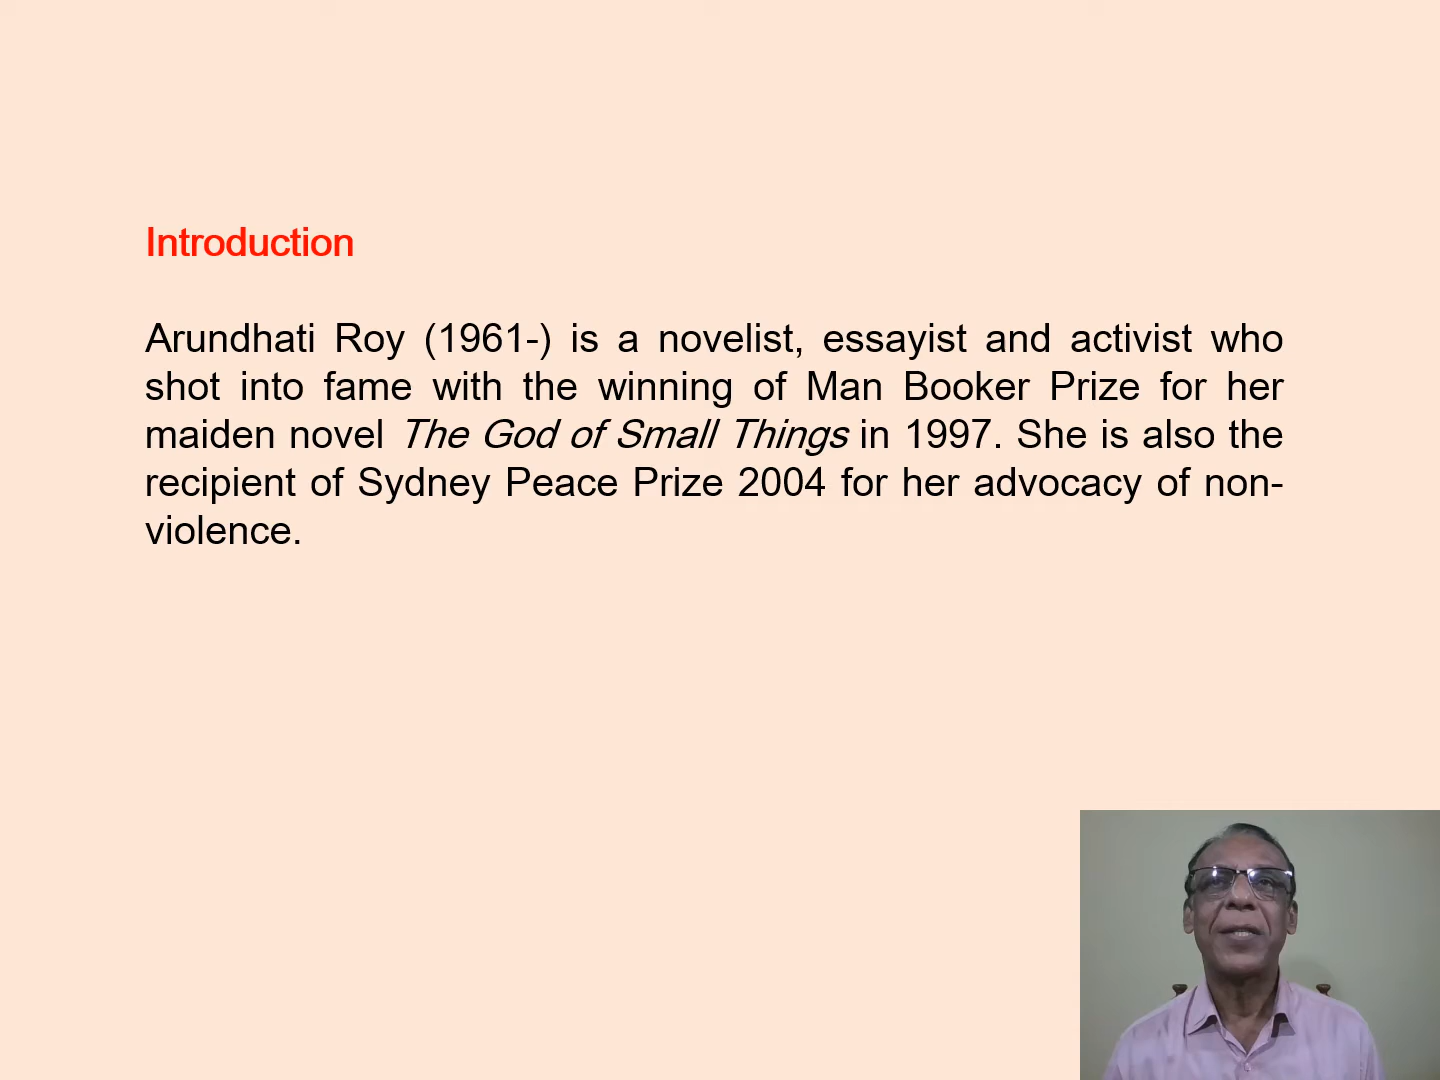 Introduction
Arundhati Roy (1961-) is a novelist, essayist and activist who
shot into fame with the winning of Man Booker Prize for her
maiden novel The God of Small Things in 1997. She is also the
recipient of Sydney Peace Prize 2004 for her advocacy of non-
violence.